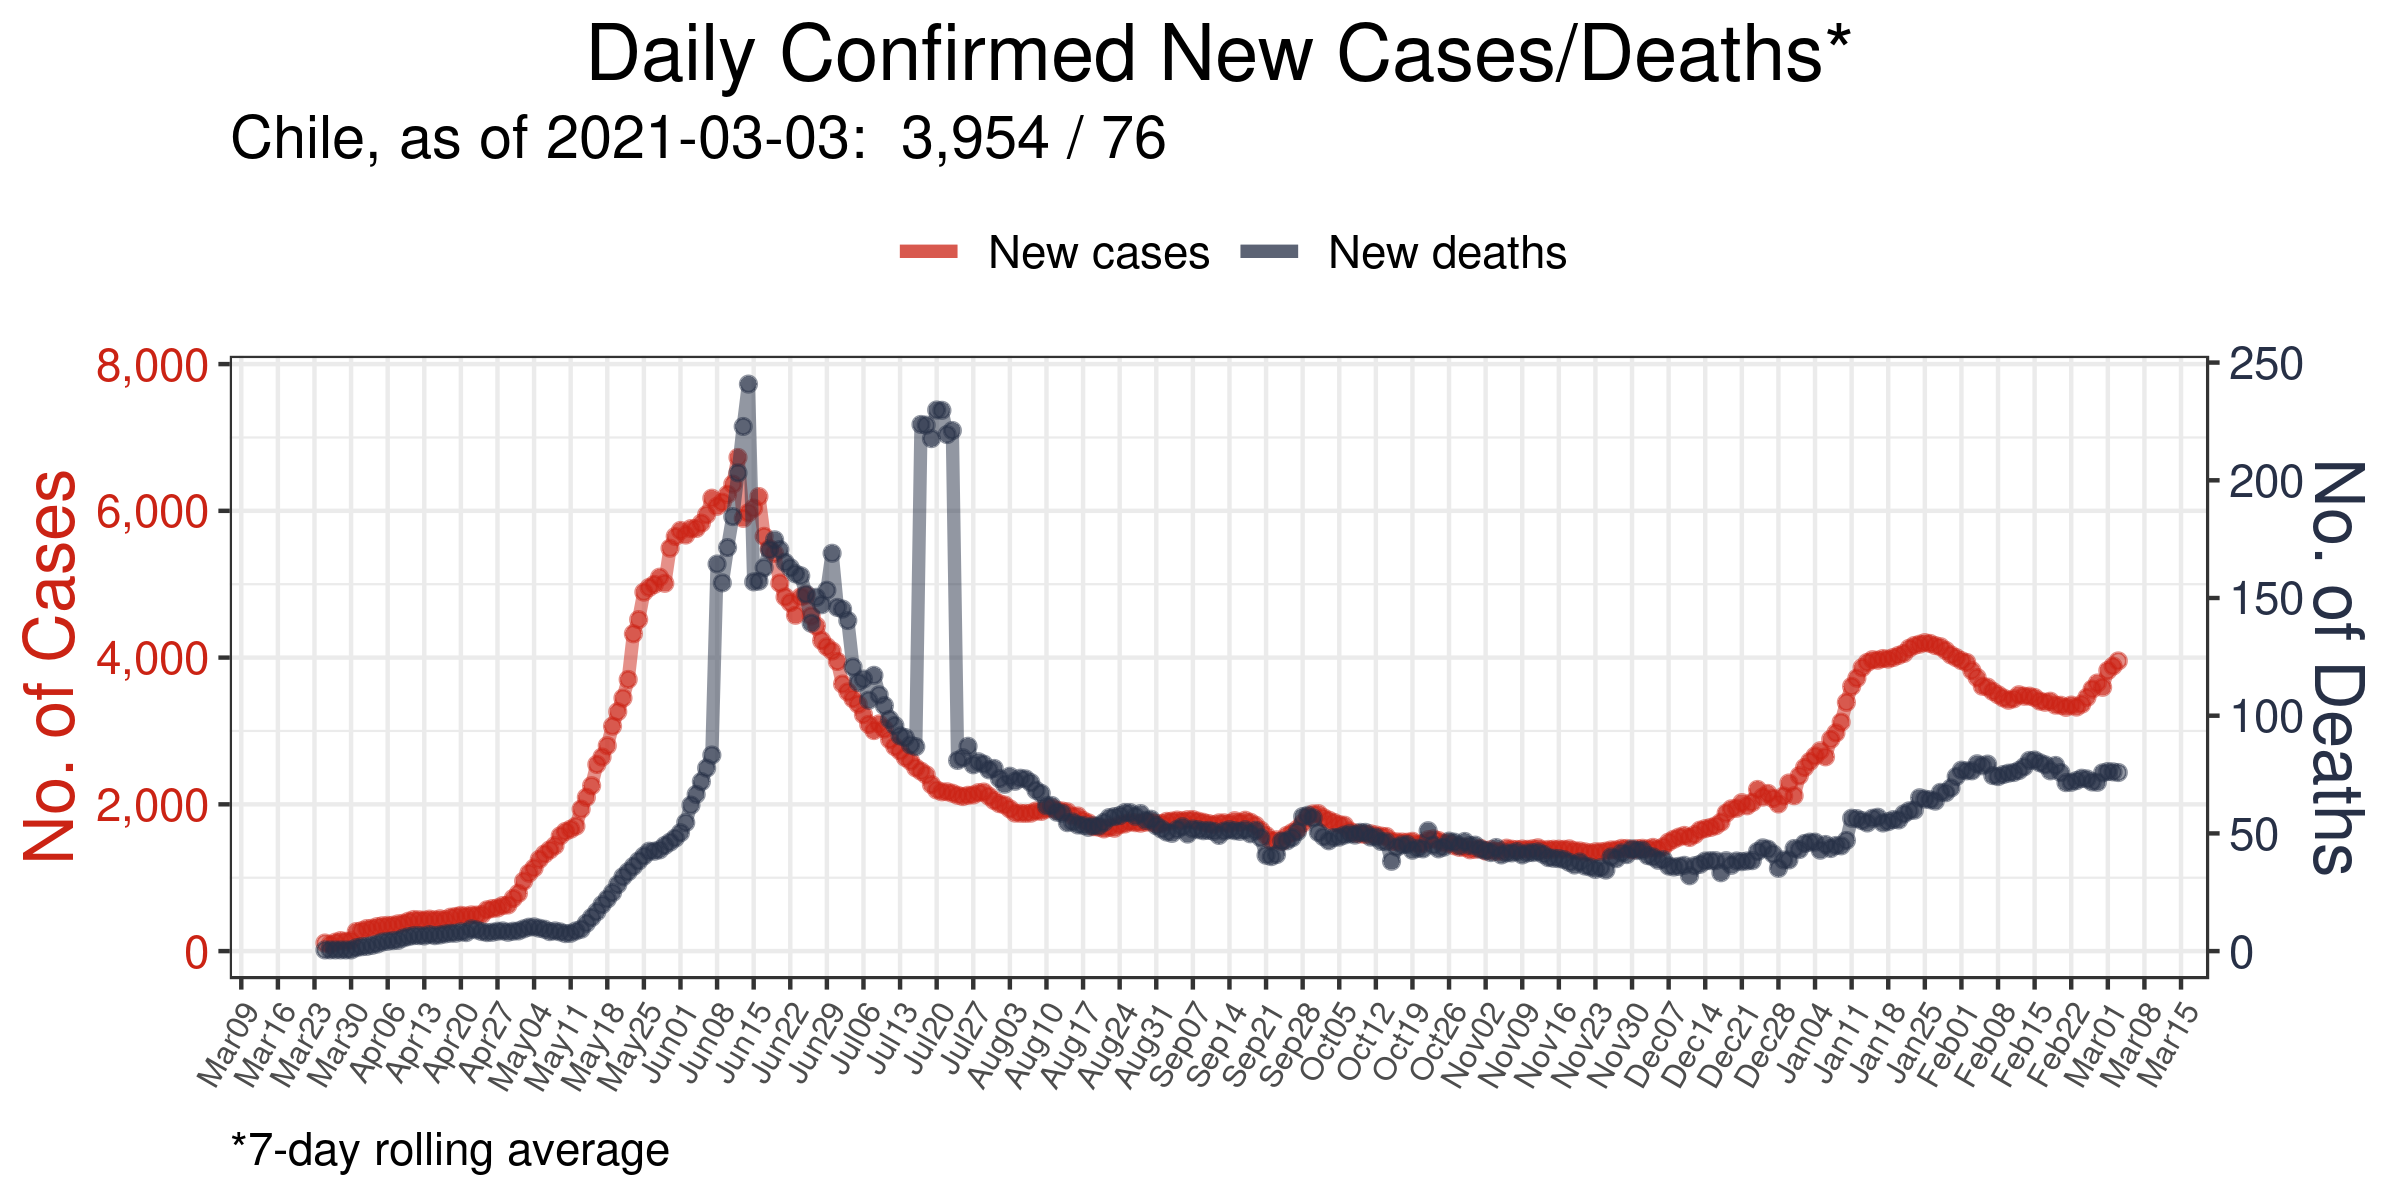 Daily Confirmed New Cases/Deaths*
Chile, as of 2021-03-03:  3,954 / 76
New cases New deaths
No. of Cases
8,000
6,000
4,000
2,000
0
250
200
150
100
50
0
No. of Deaths
Mar09 Mar16 Mar23 Mar30 Apr06 Apr13 Apr20 Apr27 May04 May11 May18 May25 Jun01 Jun08 Jun15 Jun22 Jun29 Jul06 Jul13 Jul20 Jul27 Aug03 Aug10 Aug17 Aug24 Aug31 Sep07 Sep14 Sep21 Sep28 Oct05 Oct12 Oct19 Oct26 Nov02 Nov09 Nov16 Nov23 Nov30 Dec07 Dec14 Dec21 Dec28 Jan04 Jan11 Jan18 Jan25 Feb01 Feb08 Feb15 Feb22 Mar01 Mar08 Mar15
*7-day rolling average